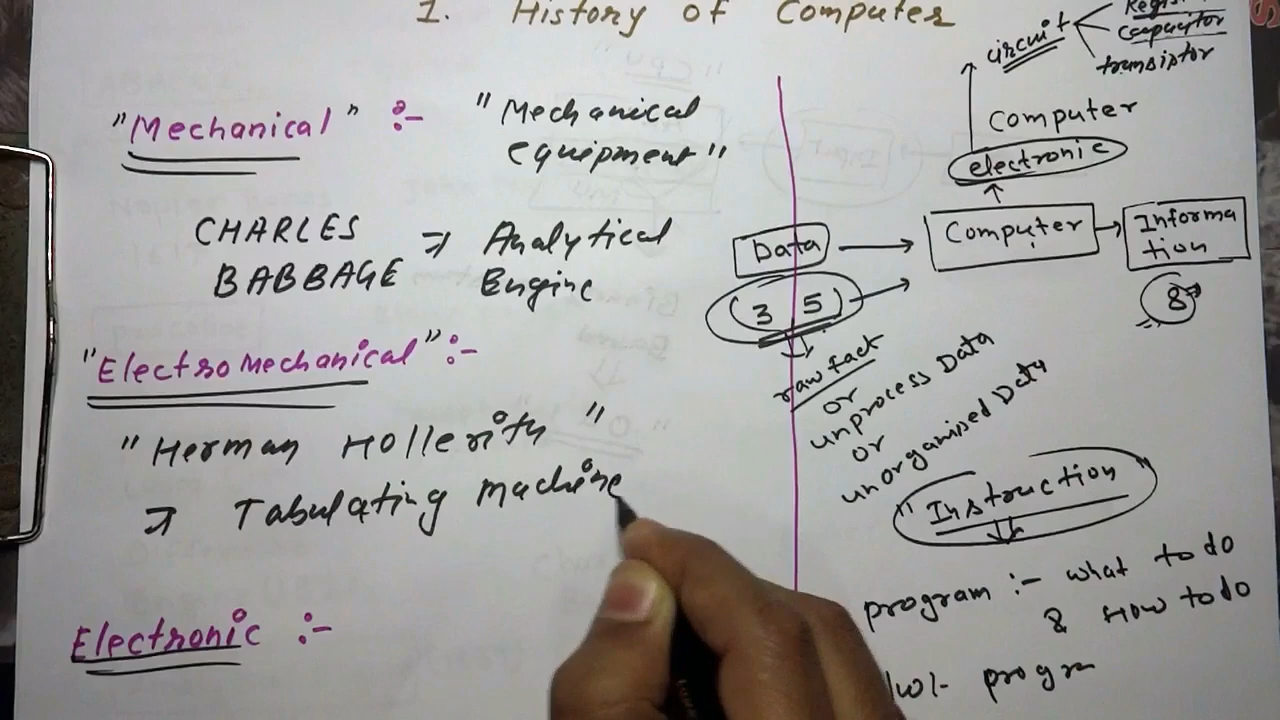 1. History of Computer
"Mechanical" :-
"Mechanical
equipment"
CHARLES
BABBAGE
⇒ Analytical
Engine
"Electromechanical" :-
"Herman Hollerith"
⇒ Tabulating machine
Electronic :-
circuit
capacitor
transistor
Computer
electronic
Data
Computer
Informa
tion
3 5
8
raw fact
or
unprocess Data
or
unorganised Data
"Instruction"
program :- what to do
& How to do
program